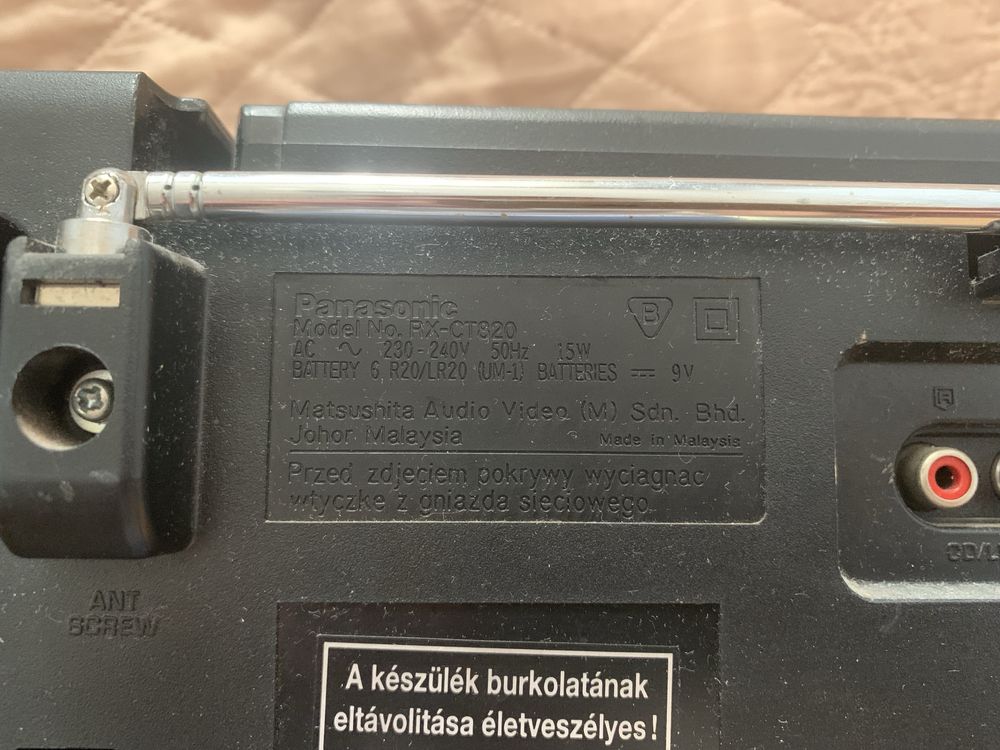 Panasonic
Model No. RX-CT820
AC ∿ 230-240V 50Hz 15W
BATTERY 6 R20/LR20 (UM-1) BATTERIES ⎓ 9V
B
Matsushita Audio Video (M) Sdn. Bhd.
Johor Malaysia Made in Malaysia
Przed zdjeciem pokrywy wyciagnac
wtyczke z gniazda sieciowego.
R
ANT
SCREW
A készülék burkolatának
eltávolitása életveszélyes!